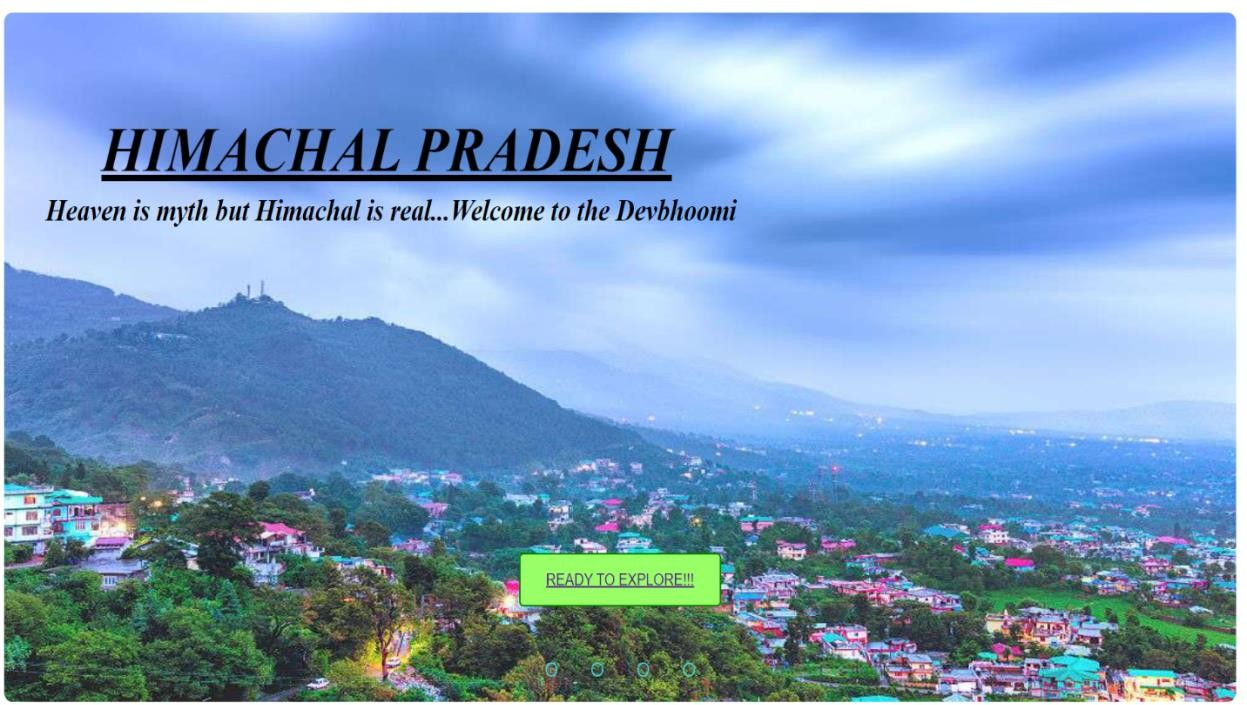 HIMACHAL PRADESH
Heaven is myth but Himachal is real...Welcome to the Devbhoomi
READY TO EXPLORE!!!